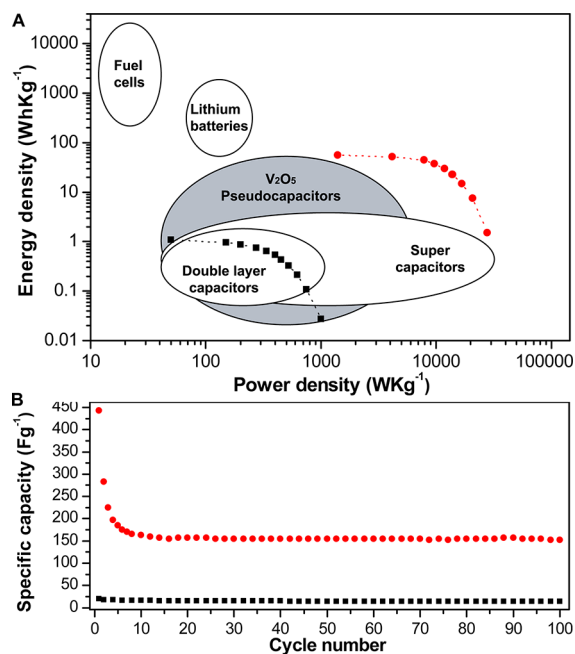 A
Energy density (WhKg⁻¹)
10000
1000
100
10
1
0.1
0.01
Fuel
cells
Lithium
batteries
V₂O₅
Pseudocapacitors
Super
capacitors
Double layer
capacitors
10
100
1000
10000
100000
Power density (WKg⁻¹)
B
Specific capacity (Fg⁻¹)
450
400
350
300
250
200
150
100
50
0
0
10
20
30
40
50
60
70
80
90
100
Cycle number